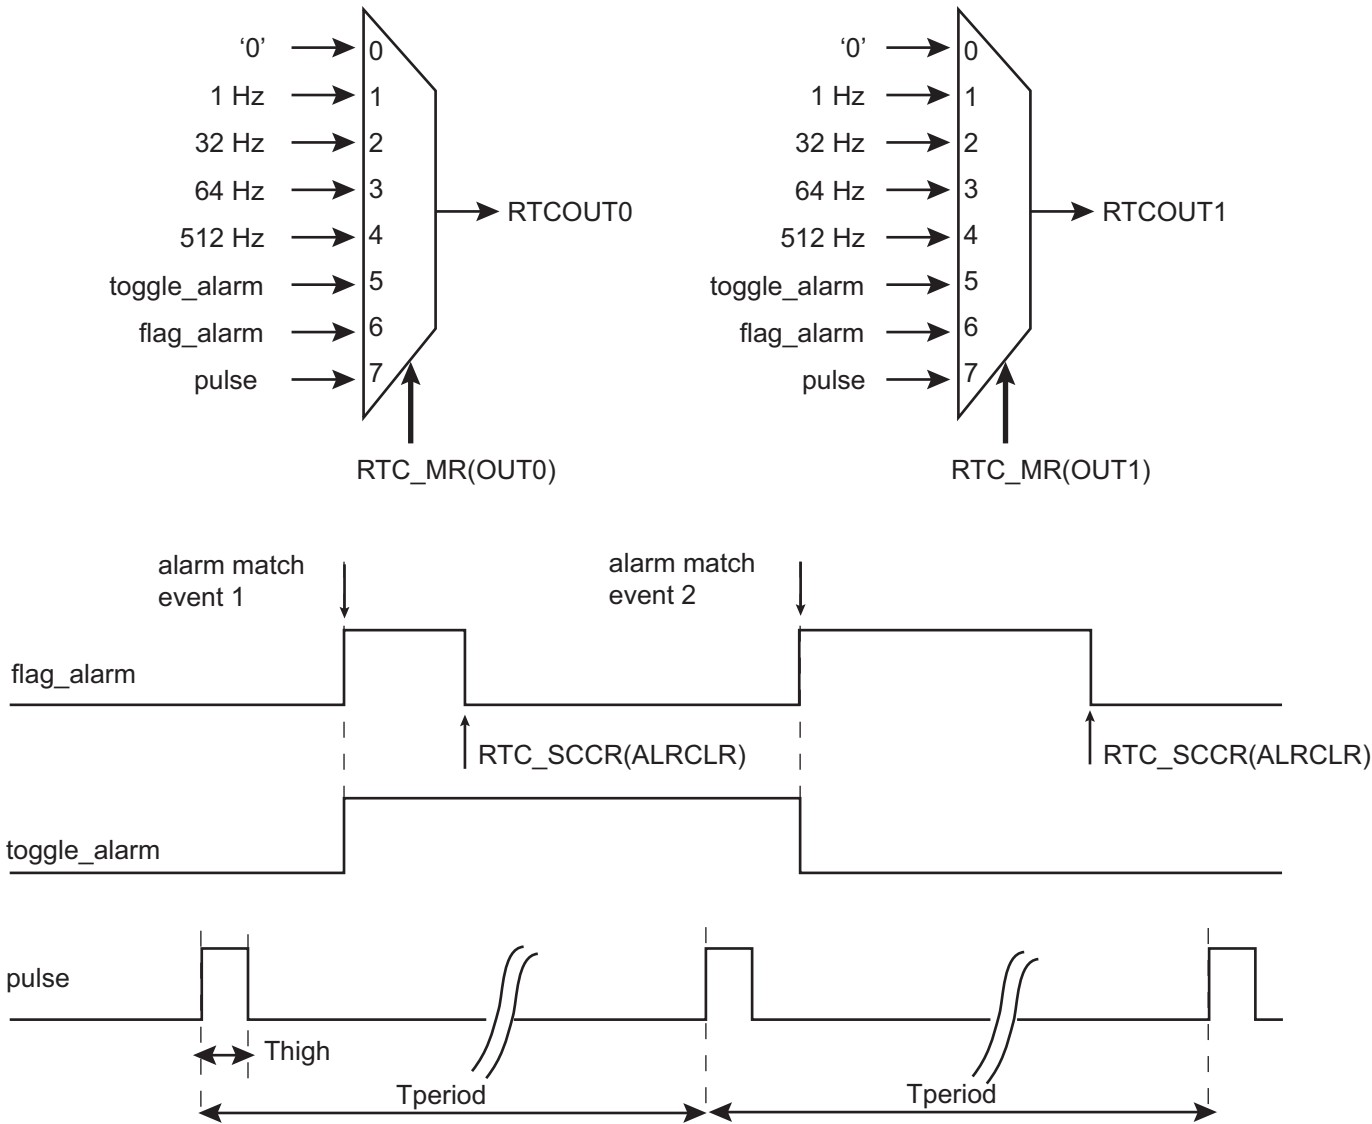 ‘0’
0
1 Hz
1
32 Hz
2
64 Hz
3
512 Hz
4
toggle_alarm
5
flag_alarm
6
pulse
7
RTCOUT0
RTC_MR(OUT0)
‘0’
0
1 Hz
1
32 Hz
2
64 Hz
3
512 Hz
4
toggle_alarm
5
flag_alarm
6
pulse
7
RTCOUT1
RTC_MR(OUT1)
alarm match
event 1
alarm match
event 2
flag_alarm
RTC_SCCR(ALRCLR)
RTC_SCCR(ALRCLR)
toggle_alarm
pulse
Thigh
Tperiod
Tperiod